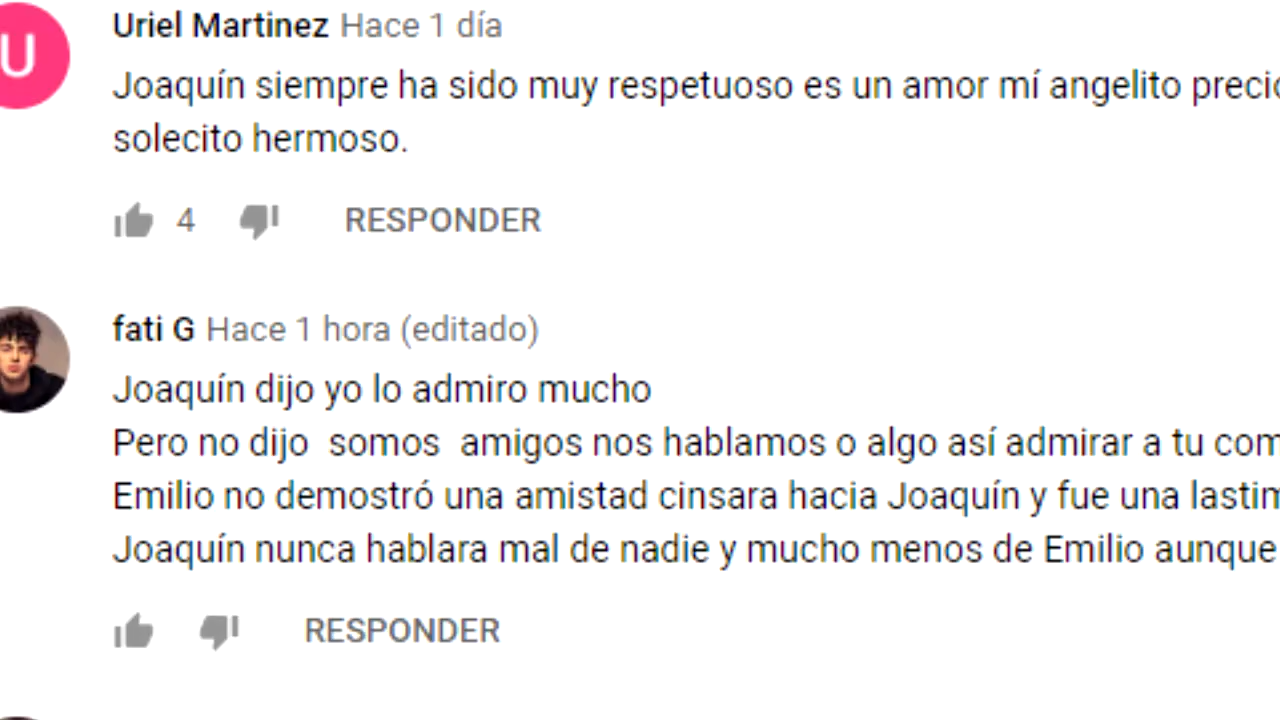 U
Uriel Martinez Hace 1 día
Joaquín siempre ha sido muy respetuoso es un amor mí angelito
solecito hermoso.
4 RESPONDER
fati G Hace 1 hora (editado)
Joaquín dijo yo lo admiro mucho
Pero no dijo somos amigos nos hablamos o algo así admirar a tu
Emilio no demostró una amistad cinsara hacia Joaquín y fue una
Joaquín nunca hablara mal de nadie y mucho menos de Emilio aunque
RESPONDER